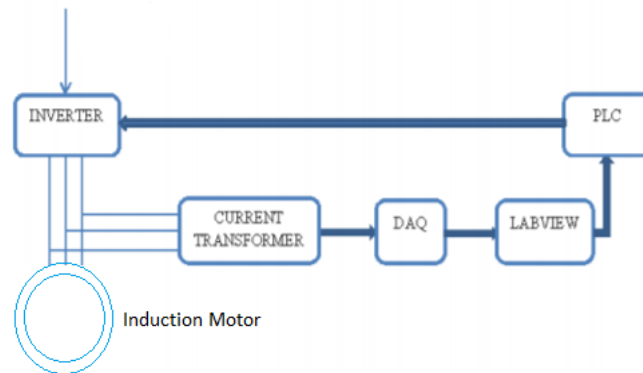 INVERTER
PLC
CURRENT
TRANSFORMER
DAQ
LABVIEW
Induction Motor